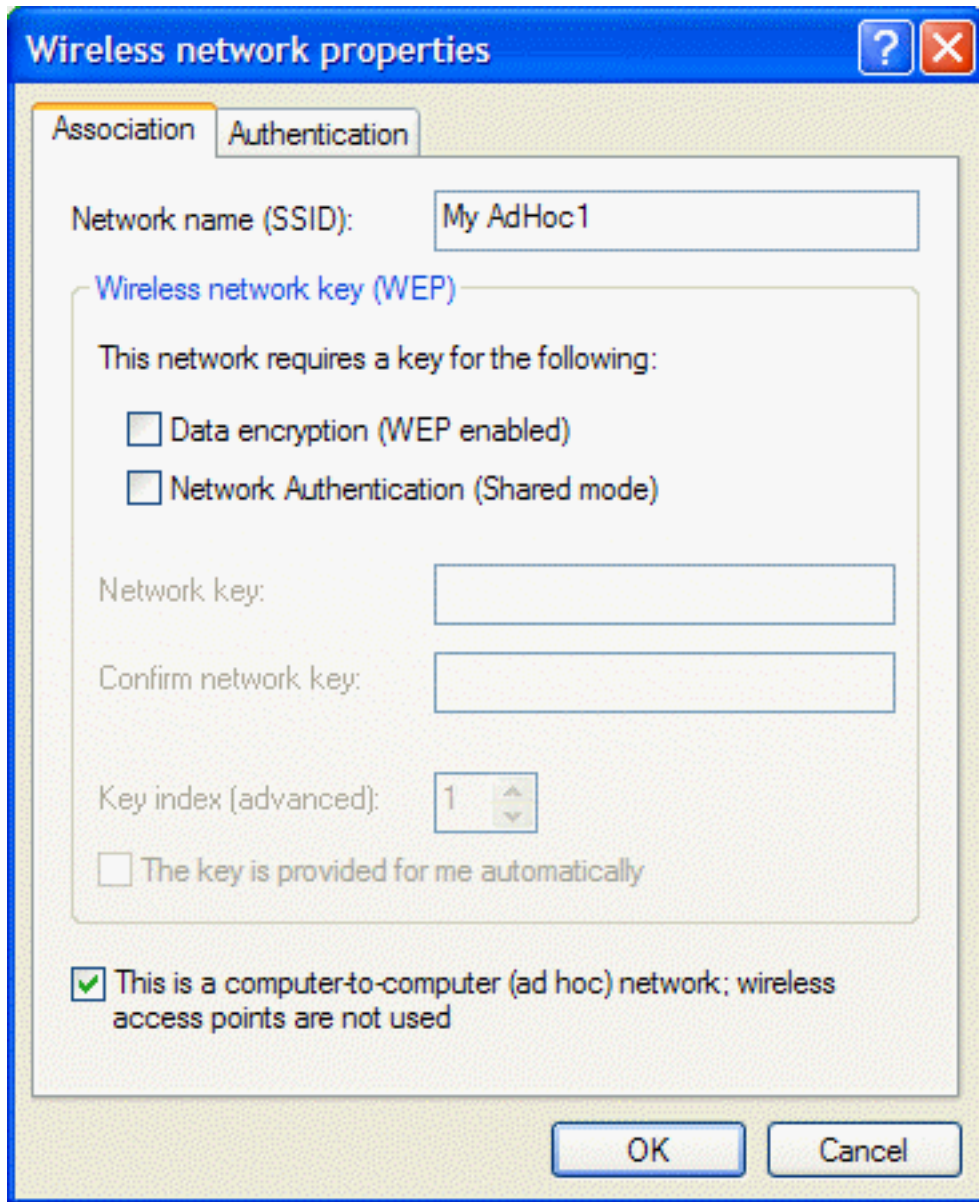 Wireless network properties
Association
Authentication
Network name (SSID):
My AdHoc1
Wireless network key (WEP)
This network requires a key for the following:
Data encryption (WEP enabled)
Network Authentication (Shared mode)
Network key:
Confirm network key:
Key index (advanced):
1
The key is provided for me automatically
This is a computer-to-computer (ad hoc) network; wireless
access points are not used
OK
Cancel